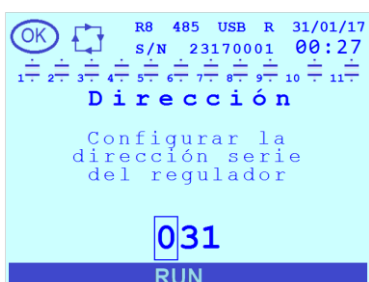 OK R8 485 USB R 31/01/17
S/N 23170001 00:27
1 2 3 4 5 6 7 8 9 10 11
Dirección
Configurar la
dirección serie
del regulador
031
RUN